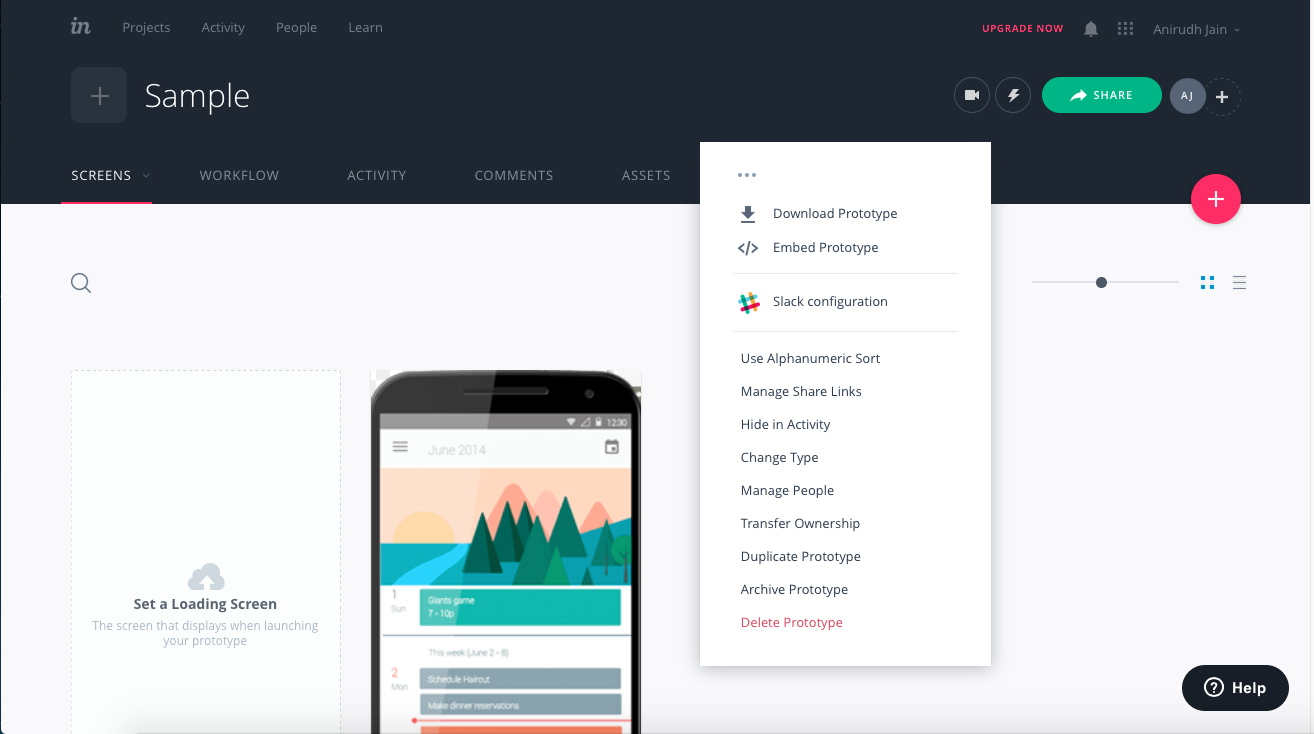 in
Projects
Activity
People
Learn
UPGRADE NOW
Anirudh Jain
Sample
SHARE
AJ
SCREENS
WORKFLOW
ACTIVITY
COMMENTS
ASSETS
Download Prototype
Embed Prototype
Slack configuration
Use Alphanumeric Sort
Manage Share Links
Hide in Activity
Change Type
Manage People
Transfer Ownership
Duplicate Prototype
Archive Prototype
Delete Prototype
Set a Loading Screen
The screen that displays when launching
your prototype
12:30
June 2014
1
Sun
Giants game
7 - 10p
This week (June 2 - 8)
2
Mon
Schedule Haircut
Make dinner reservations
Help